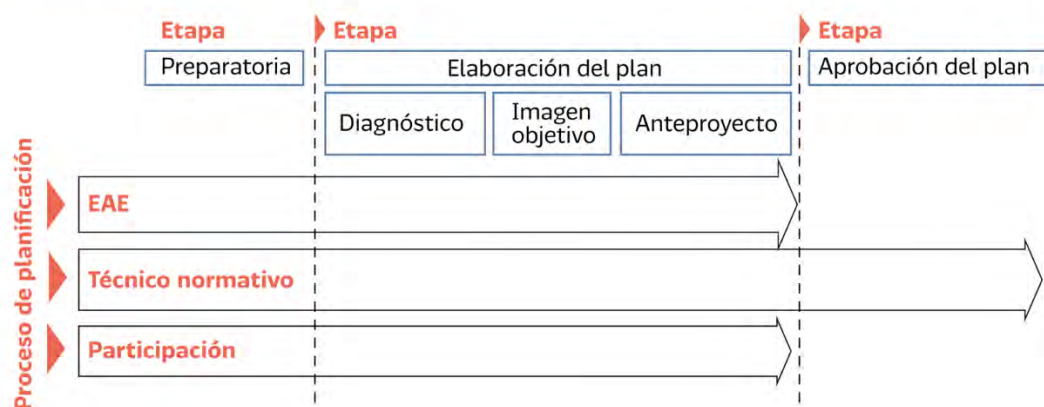 Etapa
Etapa
Etapa
Preparatoria
Elaboración del plan
Aprobación del plan
Diagnóstico
Imagen
objetivo
Anteproyecto
Proceso de planificación
EAE
Técnico normativo
Participación